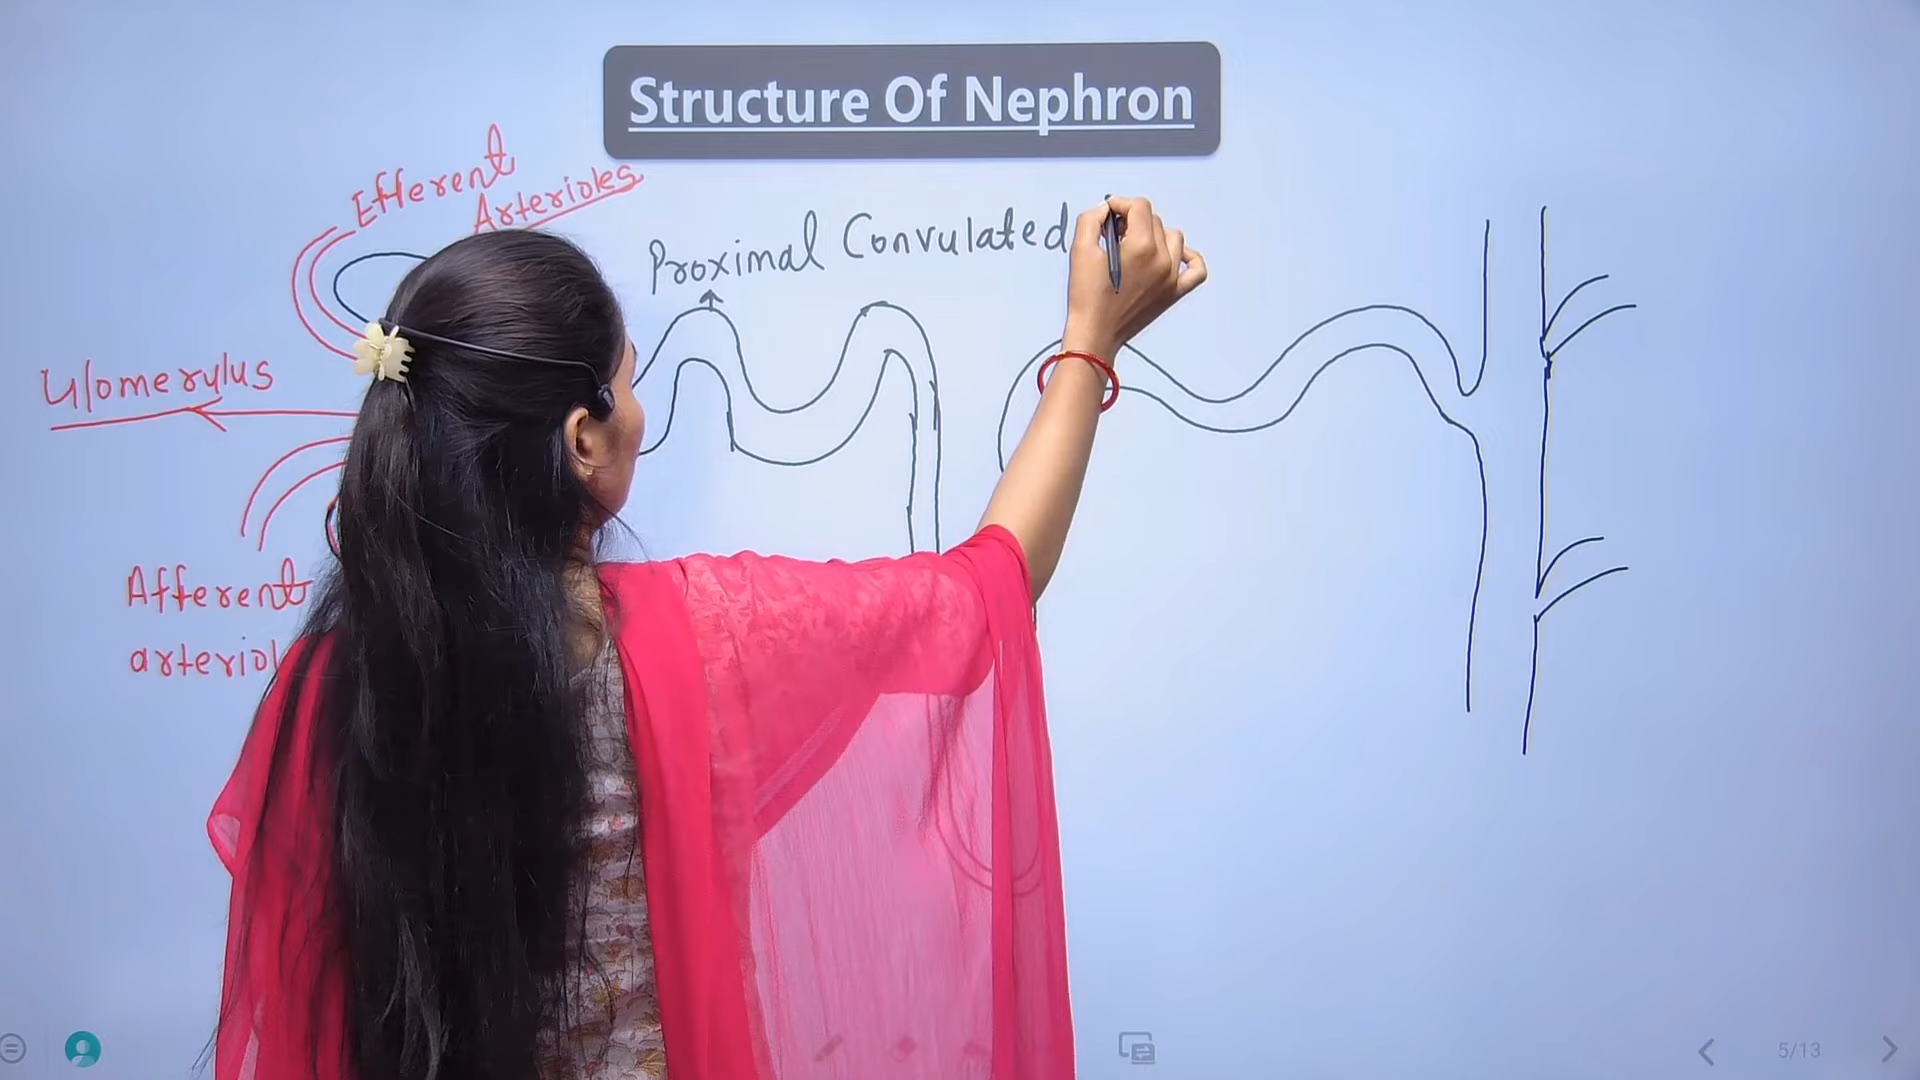 Structure Of Nephron
Efferent
Arterioles
Proximal Convulated
Glomerulus
Afferent
arteriol
5/13